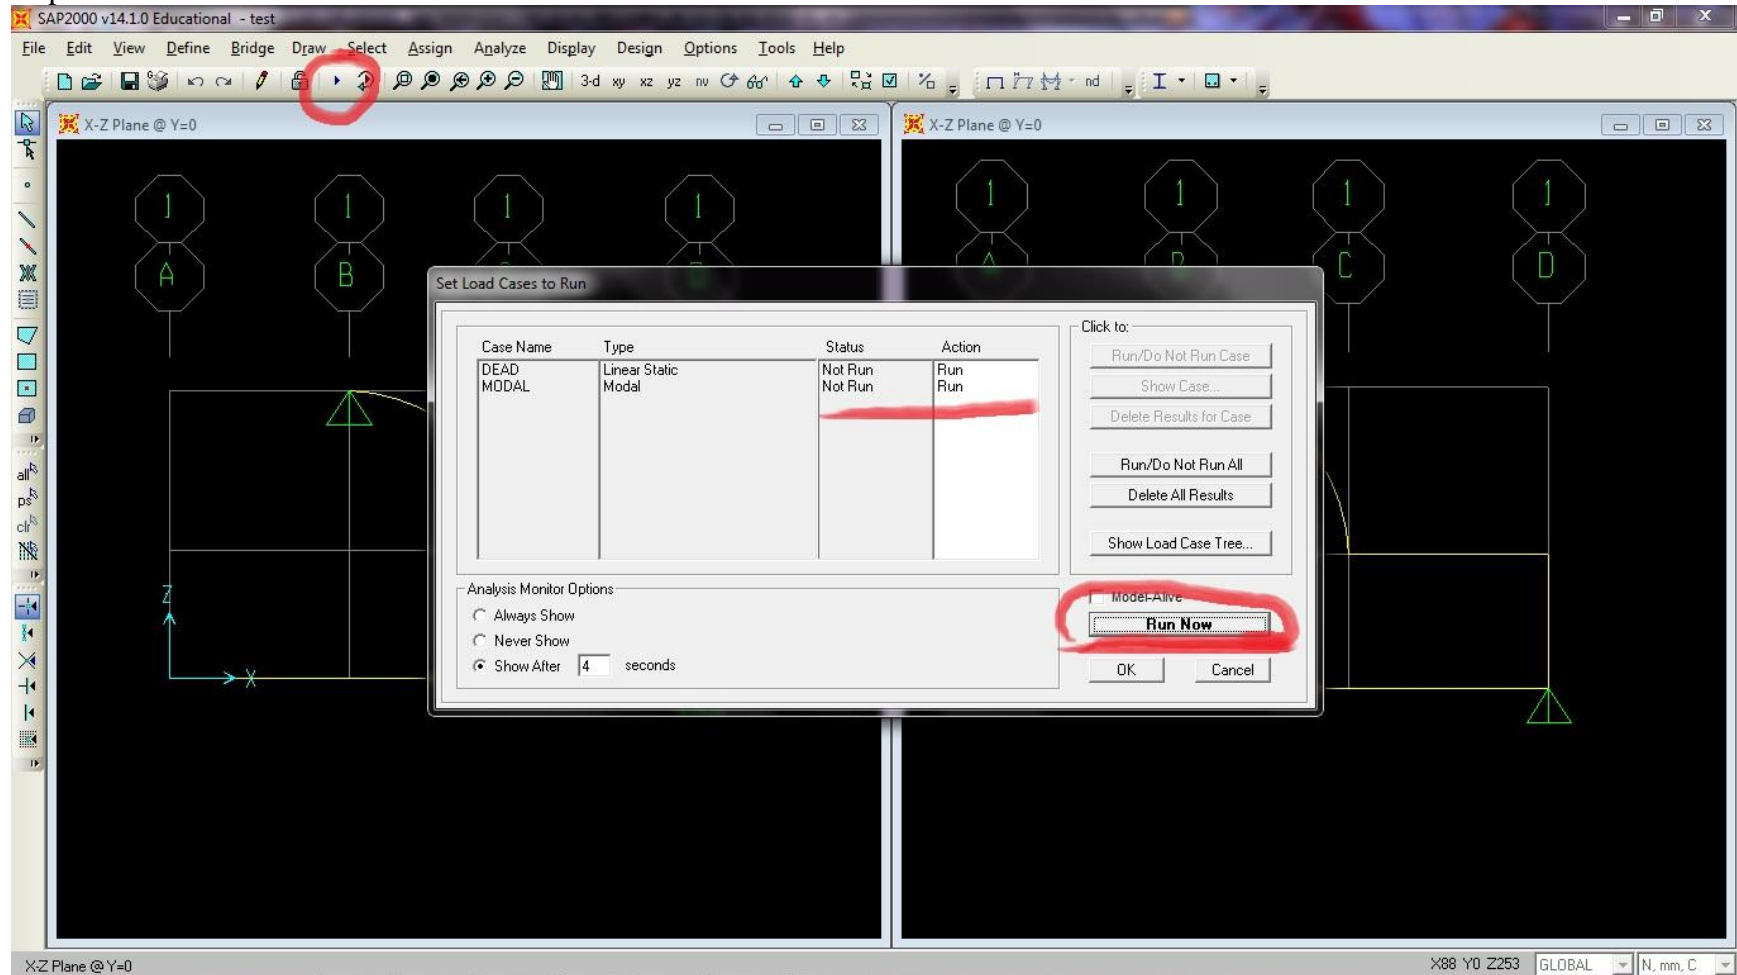 SAP2000 v14.1.0 Educational - test
File Edit View Define Bridge Draw Select Assign Analyze Display Design Options Tools Help
3-d xy xz yz nv nd
X-Z Plane @ Y=0
X-Z Plane @ Y=0
1 1 1 1
1 1 1 1
A B
C D
Set Load Cases to Run
Case Name Type Status Action
DEAD Linear Static Not Run Run
MODAL Modal Not Run Run
Click to:
Run/Do Not Run Case
Show Case...
Delete Results for Case
Run/Do Not Run All
Delete All Results
Show Load Case Tree...
Analysis Monitor Options
Always Show
Never Show
Show After 4 seconds
Model-Alive
Run Now
OK Cancel
all
ps
clr
Z
X
X-Z Plane @ Y=0
X88 Y0 Z253 GLOBAL N, mm, C